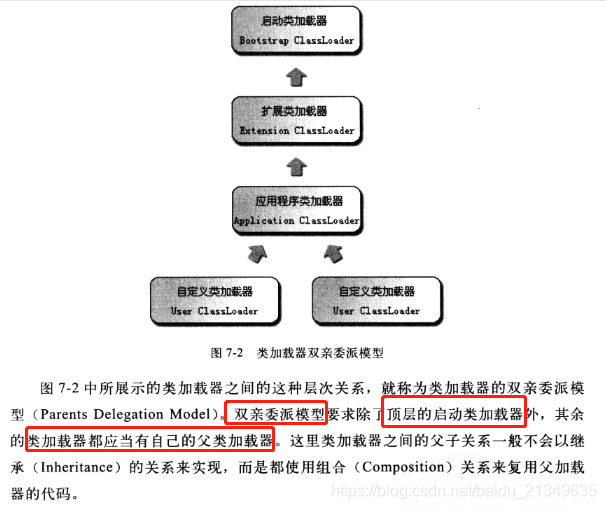 启动类加载器
Bootstrap ClassLoader
扩展类加载器
Extension ClassLoader
应用程序类加载器
Application ClassLoader
自定义类加载器
User ClassLoader
自定义类加载器
User ClassLoader
图 7-2 类加载器双亲委派模型
图 7-2 中所展示的类加载器之间的这种层次关系，就称为类加载器的双亲委派模
型（Parents Delegation Model）。双亲委派模型要求除了顶层的启动类加载器外，其余
的类加载器都应当有自己的父类加载器。这里类加载器之间的父子关系一般不会以继
承（Inheritance）的关系来实现，而是都使用组合（Composition）关系来复用父加载
器的代码。
https://blog.csdn.net/baidu_21349635